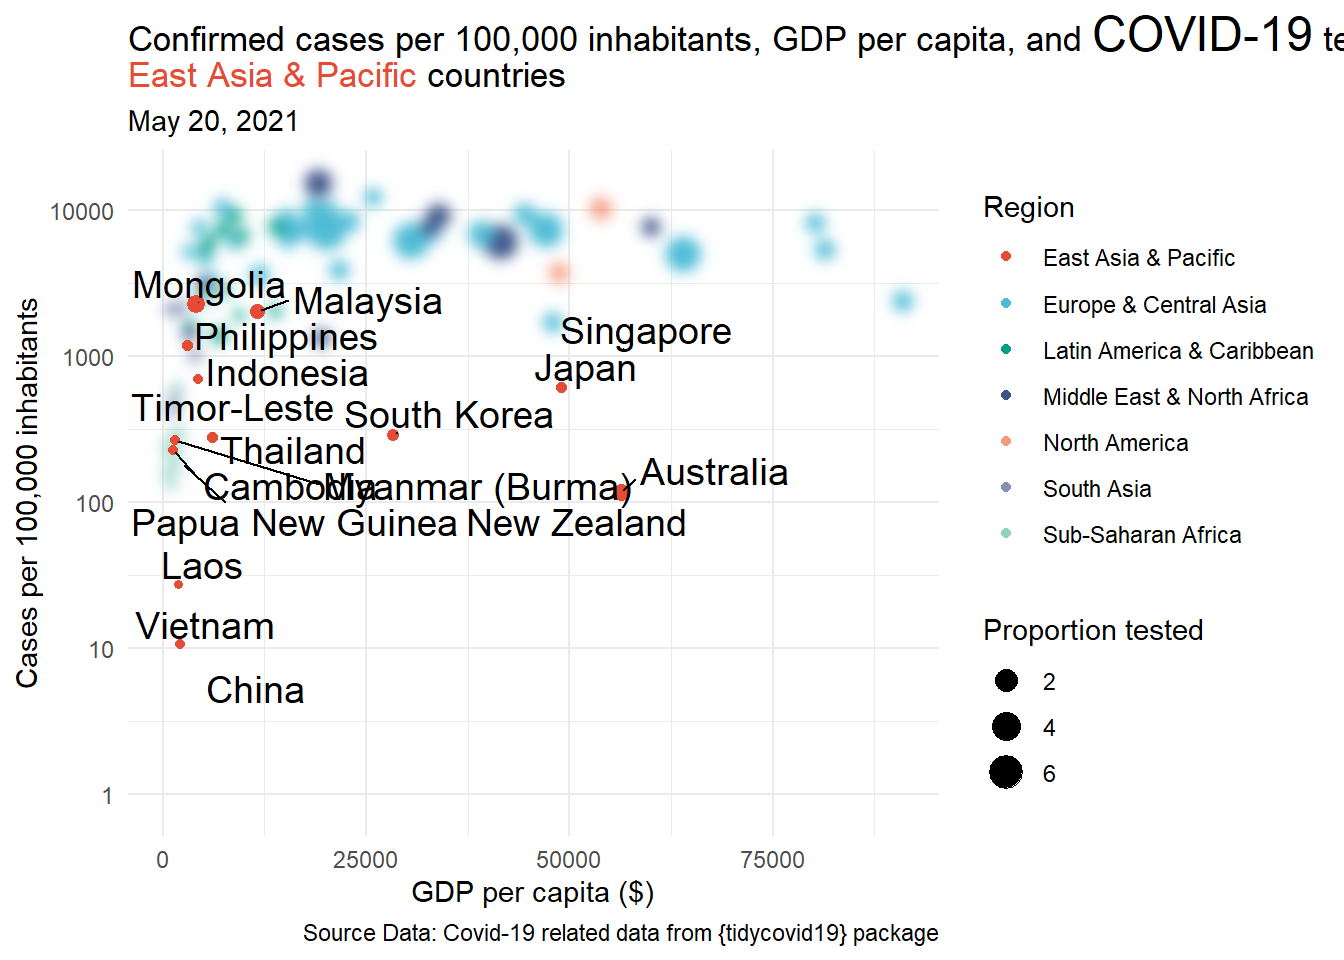 Confirmed cases per 100,000 inhabitants, GDP per capita, and COVID-19 te
East Asia & Pacific countries
May 20, 2021
Cases per 100,000 inhabitants
10000
1000
100
10
1
Mongolia
Malaysia
Philippines
Singapore
Indonesia
Japan
Timor-Leste
South Korea
Thailand
Australia
Cambodia
Myanmar (Burma)
Papua New Guinea
New Zealand
Laos
Vietnam
China
0
25000
50000
75000
GDP per capita ($)
Source Data: Covid-19 related data from {tidycovid19} package
Region
East Asia & Pacific
Europe & Central Asia
Latin America & Caribbean
Middle East & North Africa
North America
South Asia
Sub-Saharan Africa
Proportion tested
2
4
6